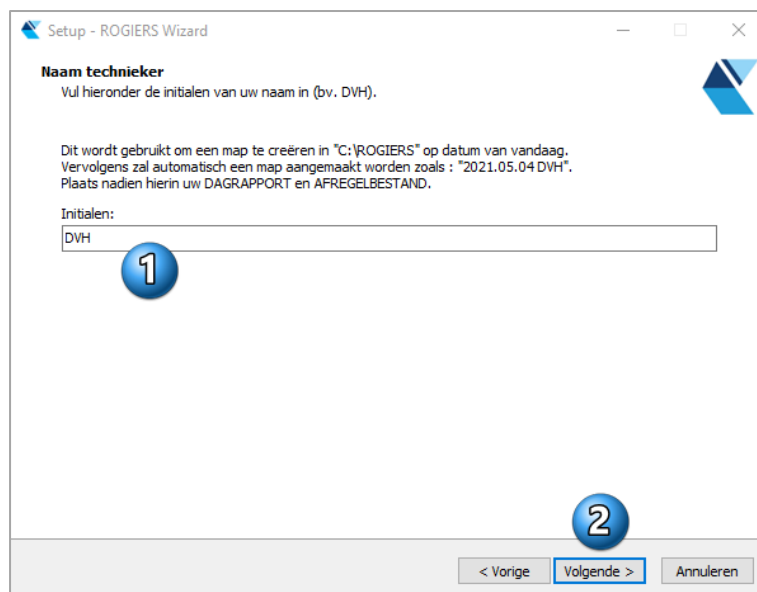 Setup - ROGIERS Wizard
Naam technieker
Vul hieronder de initialen van uw naam in (bv. DVH).
Dit wordt gebruikt om een map te creëren in "C:\ROGIERS" op datum van vandaag.
Vervolgens zal automatisch een map aangemaakt worden zoals : "2021.05.04 DVH".
Plaats nadien hierin uw DAGRAPPORT en AFREGELBESTAND.
Initialen:
DVH
1
2
< Vorige Volgende > Annuleren